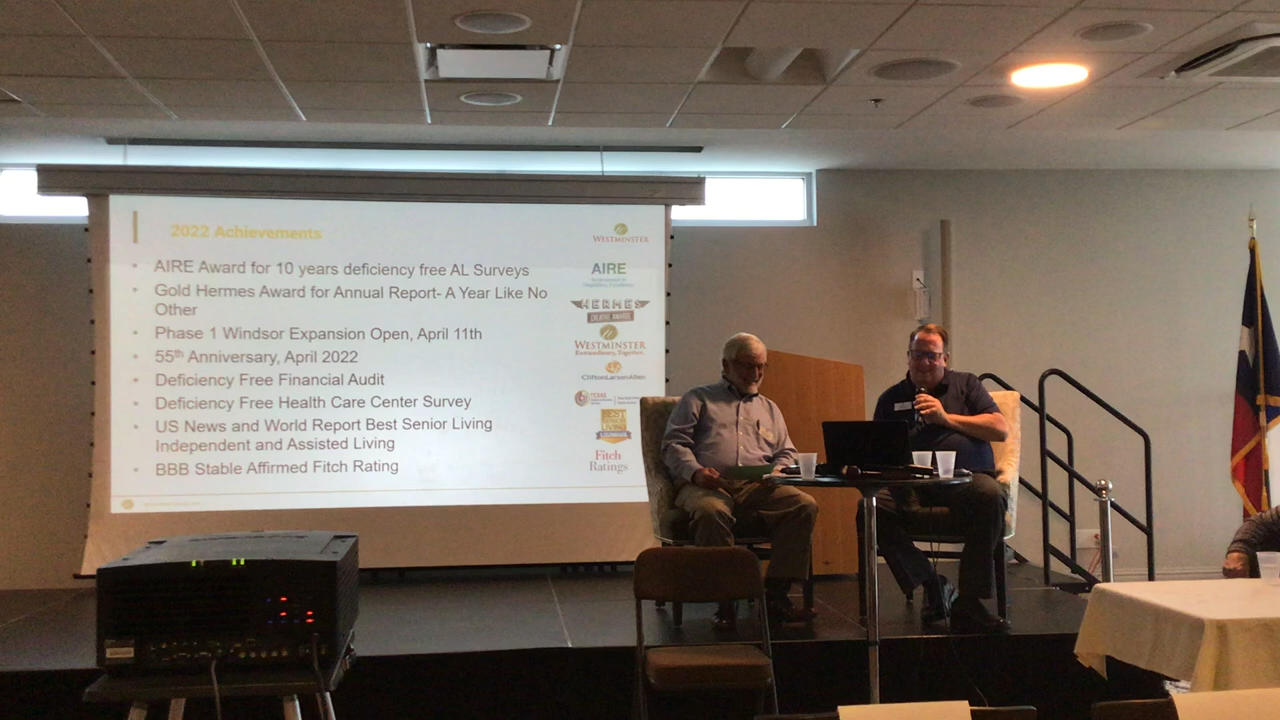 2022 Achievements
WESTMINSTER
AIRE Award for 10 years deficiency free AL Surveys
AIRE
Gold Hermes Award for Annual Report- A Year Like No
Other
HERMES
CREATIVE AWARDS
Phase 1 Windsor Expansion Open, April 11th
WESTMINSTER
Extraordinary, Together.
55th Anniversary, April 2022
Deficiency Free Financial Audit
CliftonLarsonAllen
Deficiency Free Health Care Center Survey
TEXAS
US News and World Report Best Senior Living
Independent and Assisted Living
BEST
SENIOR
LIVING
BBB Stable Affirmed Fitch Rating
Fitch
Ratings